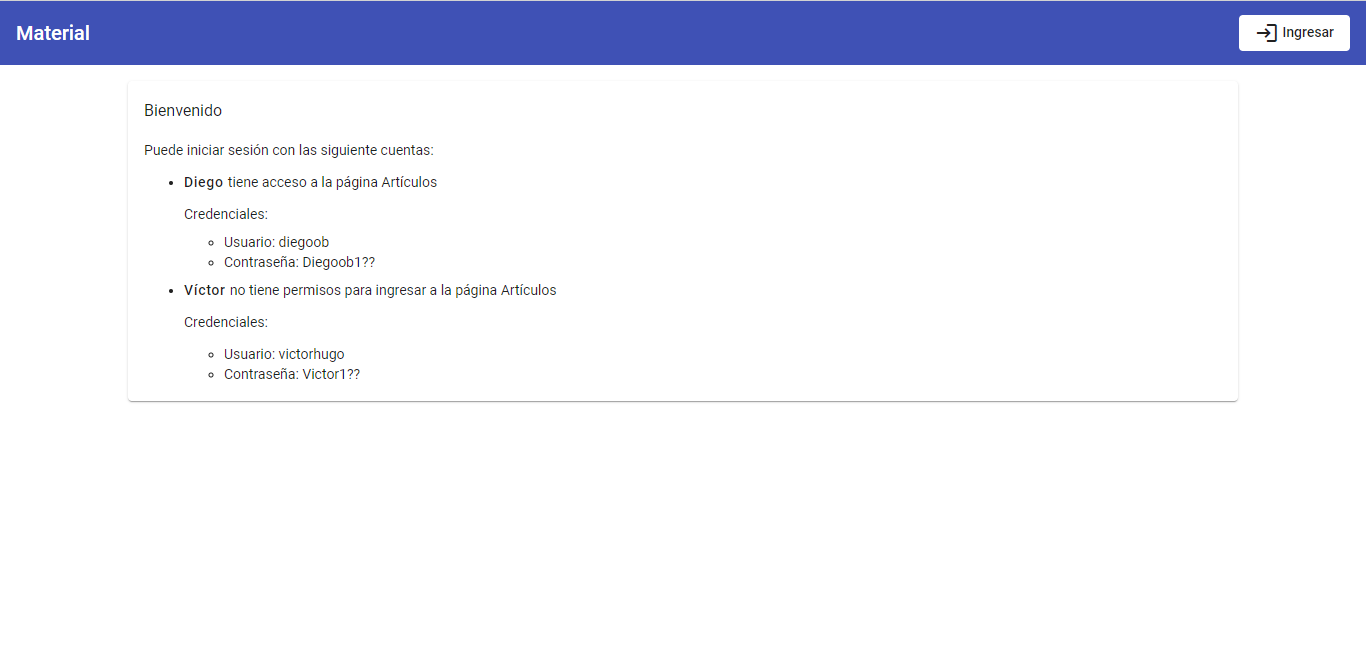 Material
Ingresar
Bienvenido
Puede iniciar sesión con las siguiente cuentas:
Diego tiene acceso a la página Artículos
Credenciales:
Usuario: diegoob
Contraseña: Diegoob1??
Víctor no tiene permisos para ingresar a la página Artículos
Credenciales:
Usuario: victorhugo
Contraseña: Victor1??